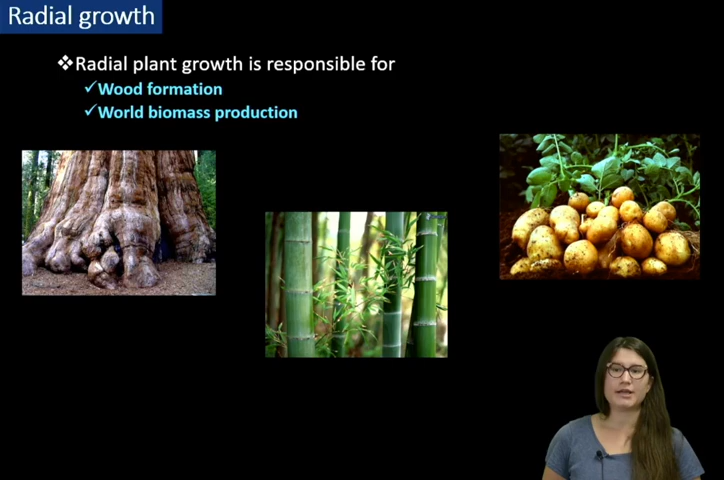 Radial growth
❖Radial plant growth is responsible for
✓Wood formation
✓World biomass production